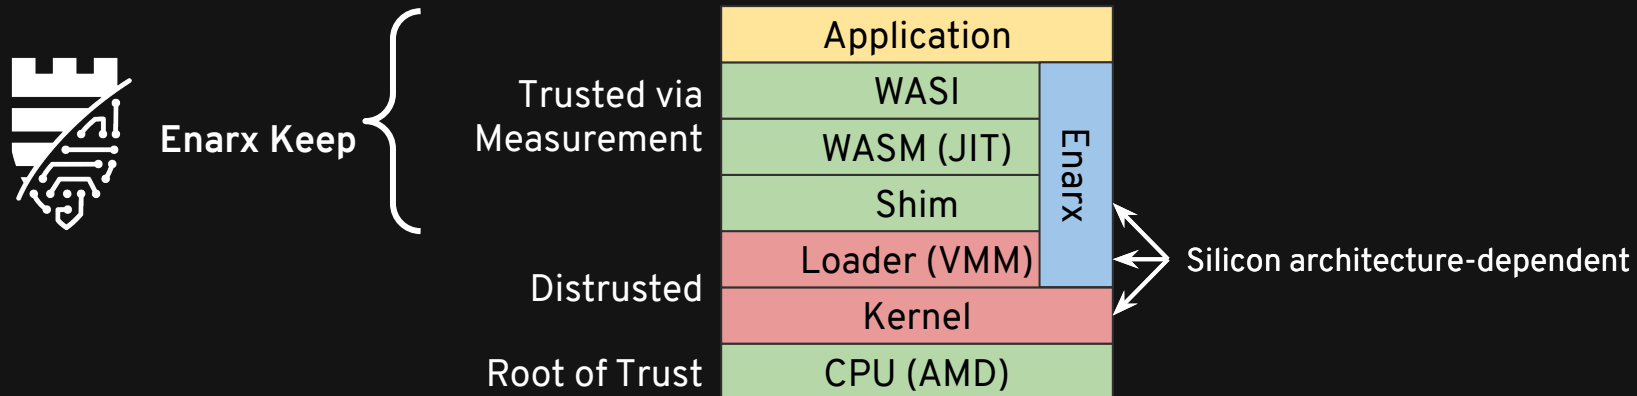 Application
Trusted via
Measurement
WASI
Enarx Keep
WASM (JIT)
Enarx
Shim
Loader (VMM)
Silicon architecture-dependent
Distrusted
Kernel
Root of Trust
CPU (AMD)